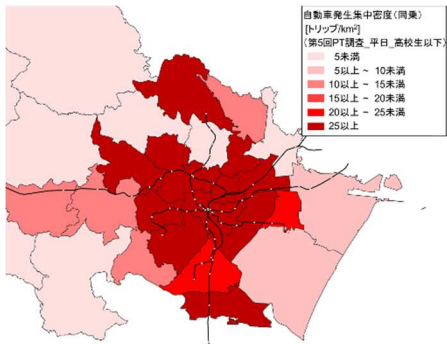 自動車発生集中密度（同乗）
[トリップ/km²]
（第5回PT調査_平日_高校生以下）
5未満
5以上 ~ 10未満
10以上 ~ 15未満
15以上 ~ 20未満
20以上 ~ 25未満
25以上